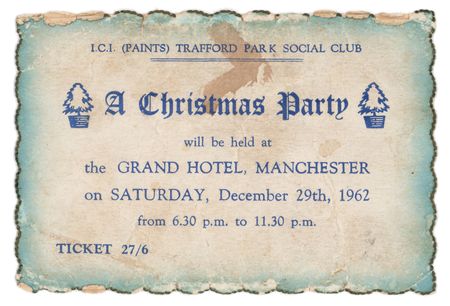 I.C.I. (PAINTS) TRAFFORD PARK SOCIAL CLUB
A Christmas Party
will be held at
the GRAND HOTEL, MANCHESTER
on SATURDAY, December 29th, 1962
from 6.30 p.m. to 11.30 p.m.
TICKET 27/6